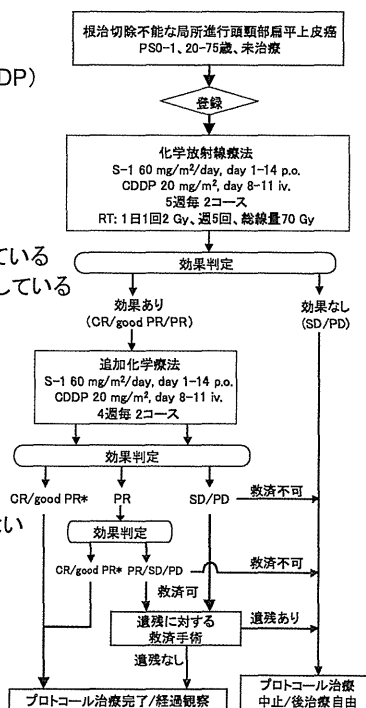 根治切除不能な局所進行頭頸部扁平上皮癌
PS0-1、20-75歳、未治療
DP）
登録
化学放射線療法
S-1 60 mg/m²/day, day 1-14 p.o.
CDDP 20 mg/m², day 8-11 iv.
5週毎 2コース
RT: 1日1回2 Gy、週5回、総線量70 Gy
ている
している
効果判定
効果あり
(CR/good PR/PR)
効果なし
(SD/PD)
追加化学療法
S-1 60 mg/m²/day, day 1-14 p.o.
CDDP 20 mg/m², day 8-11 iv.
4週毎 2コース
効果判定
CR/good PR* PR SD/PD 救済不可
い
効果判定
救済不可
CR/good PR* PR/SD/PD
救済可
遺残に対する
救済手術
遺残あり
遺残なし
プロトコール治療完了/経過観察
プロトコール治療
中止/後治療自由